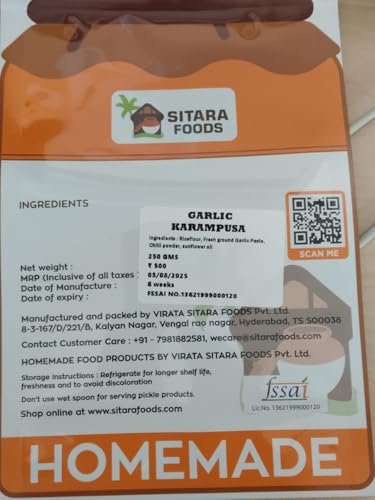 SITARA
FOODS
INGREDIENTS
GARLIC
KARAMPUSA
Ingredients : Riceflour, Fresh ground Garlic Paste,
Chilli powder, sunflower oil
SCAN ME
Net weight : 250 GMS
MRP (Inclusive of all taxes ₹ 500
Date of Manufacture : 05/08/2025
Date of expiry : 6 weeks
FSSAI NO.13621999000120
Manufactured and packed by VIRATA SITARA FOODS Pvt. Ltd.
8-3-167/D/221/B, Kalyan Nagar, Vengal rao nagar, Hyderabad, TS 500038
Contact Customer Care : +91 - 7981882581, wecare@sitarafoods.com
HOMEMADE FOOD PRODUCTS BY VIRATA SITARA FOODS Pvt. Ltd.
Storage Instructions : Refrigerate for longer shelf life,
freshness and to avoid discoloration
Don't use wet spoon for serving pickle products.
Shop online at www.sitarafoods.com
fssai
Lic.No. 13621999000120
HOMEMADE